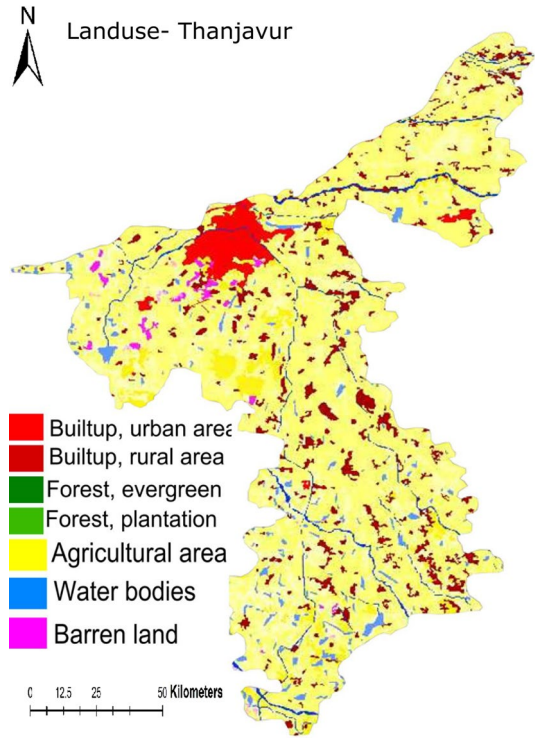 N
Landuse- Thanjavur
Builtup, urban area
Builtup, rural area
Forest, evergreen
Forest, plantation
Agricultural area
Water bodies
Barren land
0 12.5 25 50 Kilometers